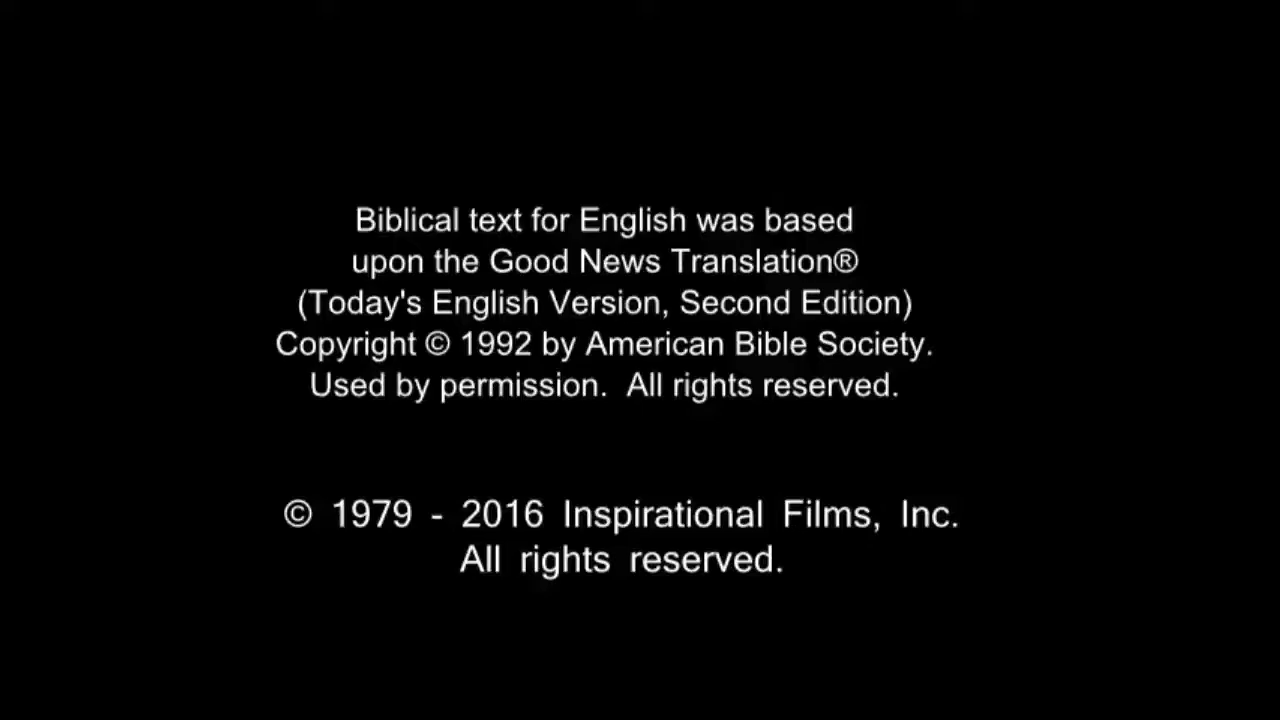 Biblical text for English was based
upon the Good News Translation®
(Today's English Version, Second Edition)
Copyright © 1992 by American Bible Society.
Used by permission.  All rights reserved.
© 1979 - 2016 Inspirational Films, Inc.
All rights reserved.